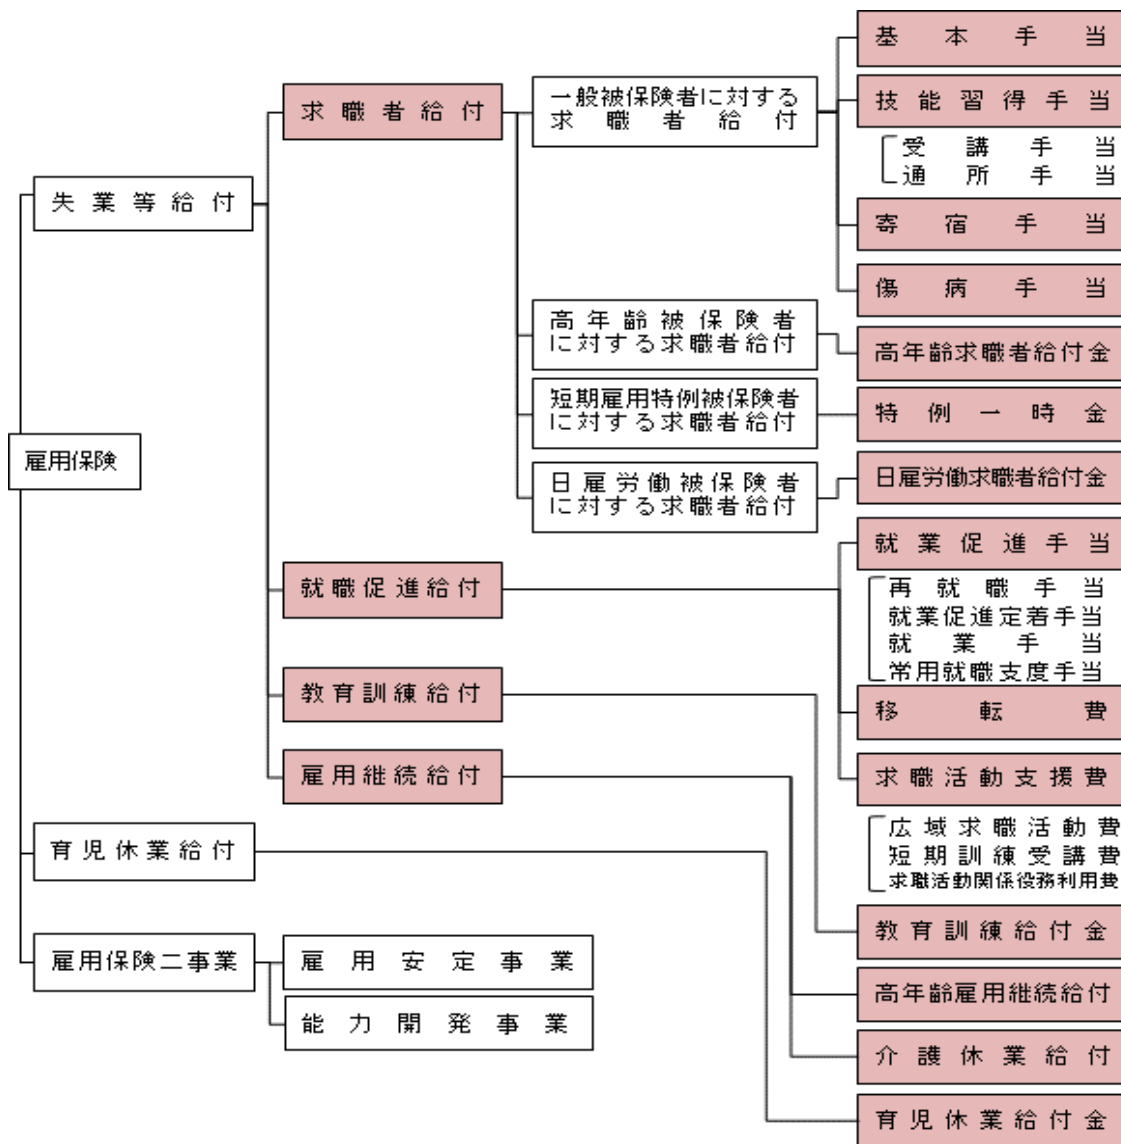 雇用保険
失業等給付
求職者給付
一般被保険者に対する
求職者給付
基本手当
技能習得手当
受講手当
通所手当
寄宿手当
傷病手当
高年齢被保険者
に対する求職者給付
高年齢求職者給付金
短期雇用特例被保険者
に対する求職者給付
特例一時金
日雇労働被保険者
に対する求職者給付
日雇労働求職者給付金
就職促進給付
就業促進手当
再就職手当
就業促進定着手当
就業手当
常用就職支度手当
移転費
求職活動支援費
広域求職活動費
短期訓練受講費
求職活動関係役務利用費
教育訓練給付
教育訓練給付金
雇用継続給付
高年齢雇用継続給付
介護休業給付
育児休業給付
育児休業給付金
雇用保険二事業
雇用安定事業
能力開発事業